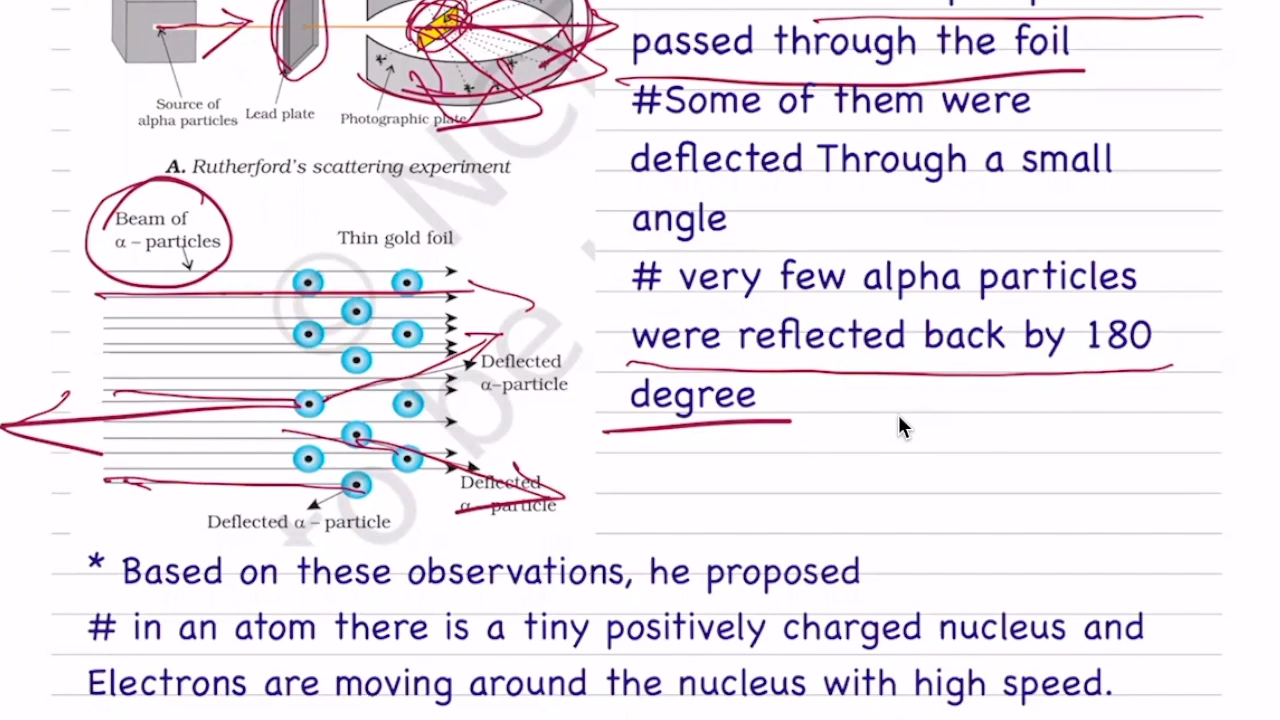 Source of
alpha particles
Lead plate
Photographic plate
A. Rutherford's scattering experiment
Beam of
α – particles
Thin gold foil
Deflected
α–particle
Deflected
α – particle
Deflected α – particle
passed through the foil
#Some of them were
deflected Through a small
angle
# very few alpha particles
were reflected back by 180
degree
* Based on these observations, he proposed
# in an atom there is a tiny positively charged nucleus and
Electrons are moving around the nucleus with high speed.